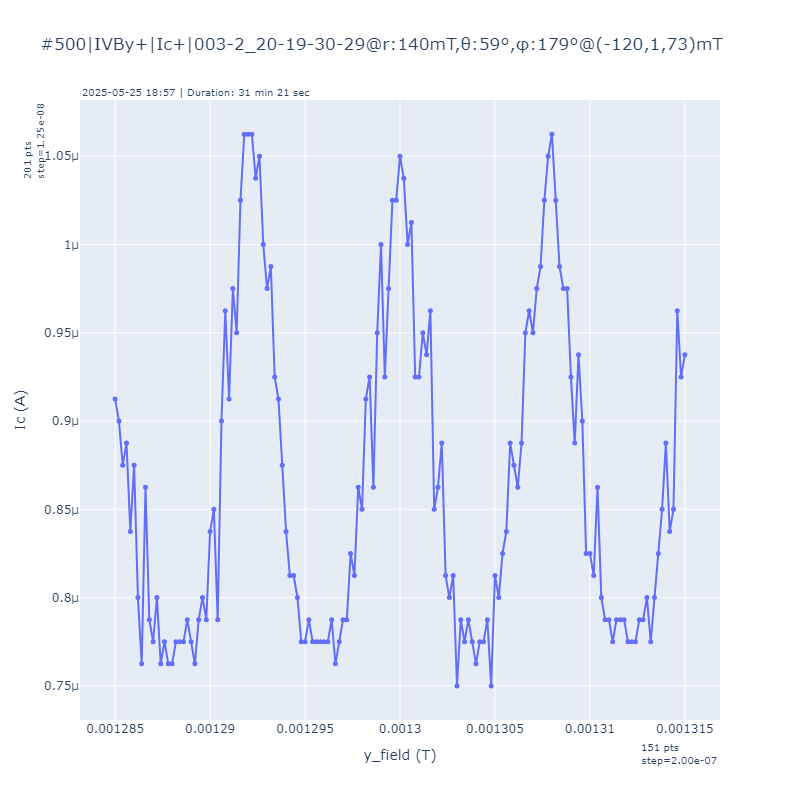 #500|IVBy+|Ic+|003-2_20-19-30-29@r:140mT,θ:59°,φ:179°@(-120,1,73)mT
2025-05-25 18:57 | Duration: 31 min 21 sec
201 pts
step=1.25e-08
1.05μ
1μ
0.95μ
0.9μ
0.85μ
0.8μ
0.75μ
Ic (A)
0.001285
0.00129
0.001295
0.0013
0.001305
0.00131
0.001315
y_field (T)
151 pts
step=2.00e-07